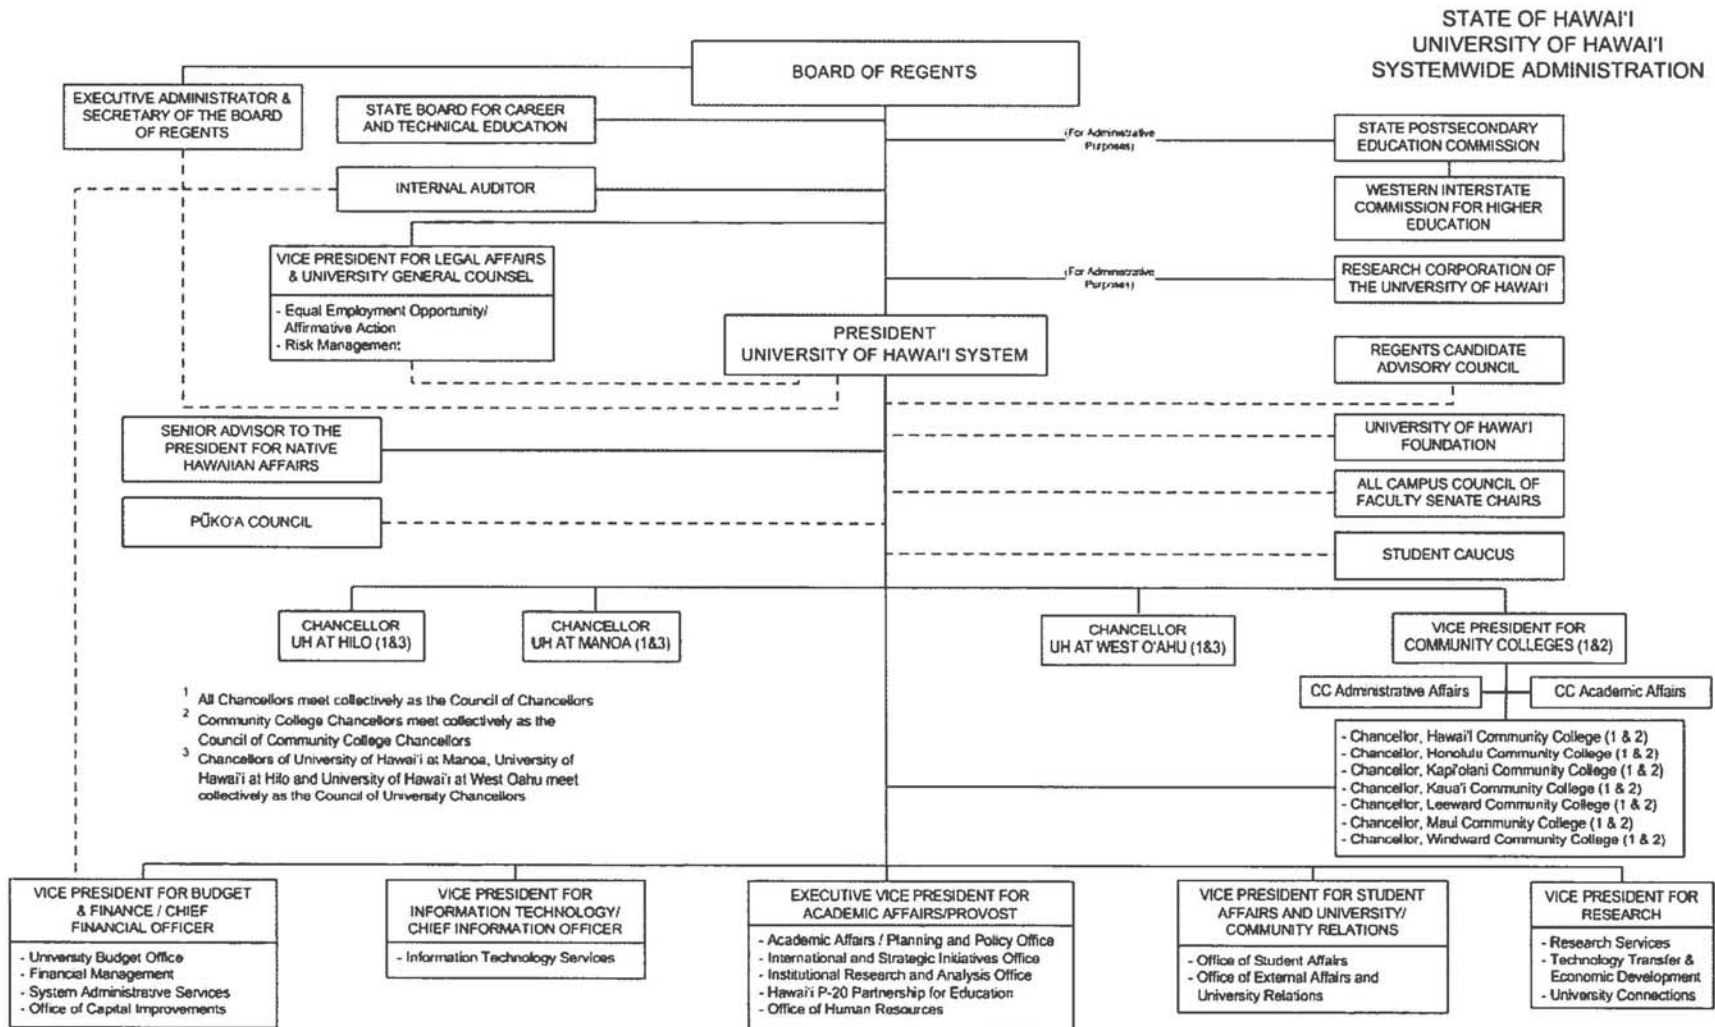 STATE OF HAWAI'I
UNIVERSITY OF HAWAI'I
SYSTEMWIDE ADMINISTRATION
BOARD OF REGENTS
EXECUTIVE ADMINISTRATOR &
SECRETARY OF THE BOARD
OF REGENTS
STATE BOARD FOR CAREER
AND TECHNICAL EDUCATION
(For Administrative
Purposes)
STATE POSTSECONDARY
EDUCATION COMMISSION
INTERNAL AUDITOR
WESTERN INTERSTATE
COMMISSION FOR HIGHER
EDUCATION
VICE PRESIDENT FOR LEGAL AFFAIRS
& UNIVERSITY GENERAL COUNSEL
- Equal Employment Opportunity/
Affirmative Action
- Risk Management
(For Administrative
Purposes)
RESEARCH CORPORATION OF
THE UNIVERSITY OF HAWAI'I
PRESIDENT
UNIVERSITY OF HAWAI'I SYSTEM
REGENTS CANDIDATE
ADVISORY COUNCIL
SENIOR ADVISOR TO THE
PRESIDENT FOR NATIVE
HAWAIIAN AFFAIRS
UNIVERSITY OF HAWAI'I
FOUNDATION
ALL CAMPUS COUNCIL OF
FACULTY SENATE CHAIRS
PŪKO'A COUNCIL
STUDENT CAUCUS
CHANCELLOR
UH AT HILO (1&3)
CHANCELLOR
UH AT MANOA (1&3)
CHANCELLOR
UH AT WEST O'AHU (1&3)
VICE PRESIDENT FOR
COMMUNITY COLLEGES (1&2)
CC Administrative Affairs
CC Academic Affairs
1 All Chancellors meet collectively as the Council of Chancellors
2 Community College Chancellors meet collectively as the
Council of Community College Chancellors
3 Chancellors of University of Hawai'i at Manoa, University of
Hawai'i at Hilo and University of Hawai'i at West Oahu meet
collectively as the Council of University Chancellors
- Chancellor, Hawai'I Community College (1 & 2)
- Chancellor, Honolulu Community College (1 & 2)
- Chancellor, Kapi'olani Community College (1 & 2)
- Chancellor, Kaua'i Community College (1 & 2)
- Chancellor, Leeward Community College (1 & 2)
- Chancellor, Maui Community College (1 & 2)
- Chancellor, Windward Community College (1 & 2)
VICE PRESIDENT FOR BUDGET
& FINANCE / CHIEF
FINANCIAL OFFICER
- University Budget Office
- Financial Management
- System Administrative Services
- Office of Capital Improvements
VICE PRESIDENT FOR
INFORMATION TECHNOLOGY/
CHIEF INFORMATION OFFICER
- Information Technology Services
EXECUTIVE VICE PRESIDENT FOR
ACADEMIC AFFAIRS/PROVOST
- Academic Affairs / Planning and Policy Office
- International and Strategic Initiatives Office
- Institutional Research and Analysis Office
- Hawai'i P-20 Partnership for Education
- Office of Human Resources
VICE PRESIDENT FOR STUDENT
AFFAIRS AND UNIVERSITY/
COMMUNITY RELATIONS
- Office of Student Affairs
- Office of External Affairs and
University Relations
VICE PRESIDENT FOR
RESEARCH
- Research Services
- Technology Transfer &
Economic Development
- University Connections